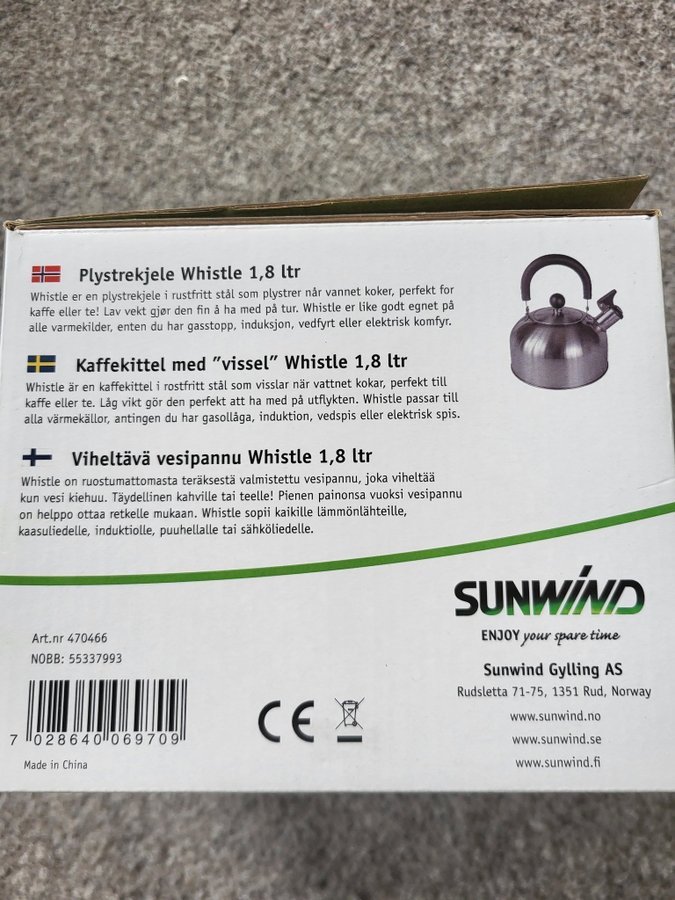 Plystrekjele Whistle 1,8 ltr
Whistle er en plystrekjele i rustfritt stål som plystrer når vannet koker, perfekt for
kaffe eller te! Lav vekt gjør den fin å ha med på tur. Whistle er like godt egnet på
alle varmekilder, enten du har gasstopp, induksjon, vedfyrt eller elektrisk komfyr.
Kaffekittel med ”vissel” Whistle 1,8 ltr
Whistle är en kaffekittel i rostfritt stål som visslar när vattnet kokar, perfekt till
kaffe eller te. Låg vikt gör den perfekt att ha med på utflykten. Whistle passar till
alla värmekällor, antingen du har gasollåga, induktion, vedspis eller elektrisk spis.
Viheltävä vesipannu Whistle 1,8 ltr
Whistle on ruostumattomasta teräksestä valmistettu vesipannu, joka viheltää
kun vesi kiehuu. Täydellinen kahville tai teelle! Pienen painonsa vuoksi vesipannu
on helppo ottaa retkelle mukaan. Whistle sopii kaikille lämmönlähteille,
kaasuliedelle, induktiolle, puuhellalle tai sähköliedelle.
SUNWIND
ENJOY your spare time
Art.nr 470466
NOBB: 55337993
Sunwind Gylling AS
Rudsletta 71-75, 1351 Rud, Norway
www.sunwind.no
www.sunwind.se
www.sunwind.fi
7 028640 069709
CE
Made in China